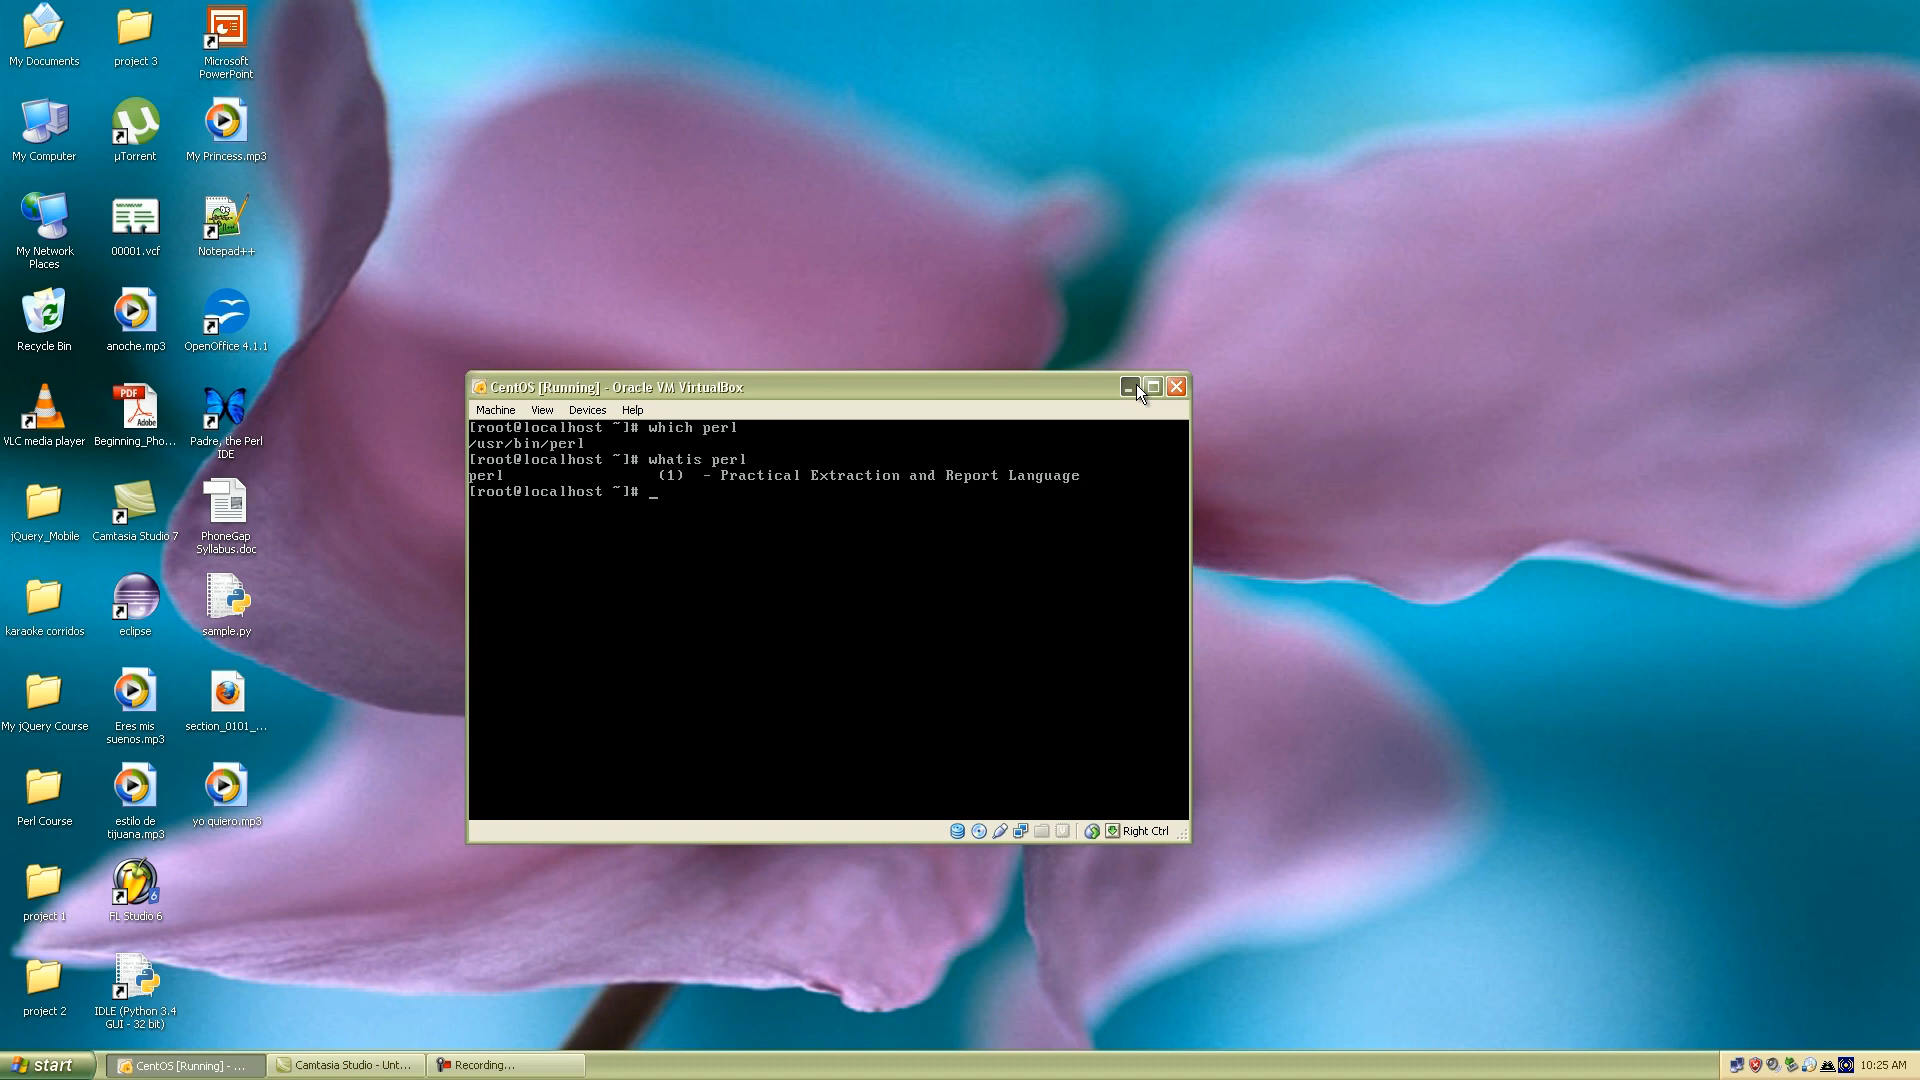 My Documents
project 3
Microsoft
PowerPoint
My Computer
µTorrent
My Princess.mp3
My Network
Places
00001.vcf
Notepad++
Recycle Bin
anoche.mp3
OpenOffice 4.1.1
VLC media player
PDF
Adobe
Beginning_Pho...
Padre, the Perl
IDE
jQuery_Mobile
Camtasia Studio 7
PhoneGap
Syllabus.doc
karaoke corridos
eclipse
sample.py
My jQuery Course
Eres mis
suenos.mp3
section_0101_...
Perl Course
estilo de
tijuana.mp3
yo quiero.mp3
project 1
FL Studio 6
project 2
IDLE (Python 3.4
GUI - 32 bit)
CentOS [Running] - Oracle VM VirtualBox
Machine View Devices Help
[root@localhost ~]# which perl
/usr/bin/perl
[root@localhost ~]# whatis perl
perl (1) - Practical Extraction and Report Language
[root@localhost ~]# _
Right Ctrl
start
CentOS [Running] - ...
Camtasia Studio - Unt...
Recording...
10:25 AM